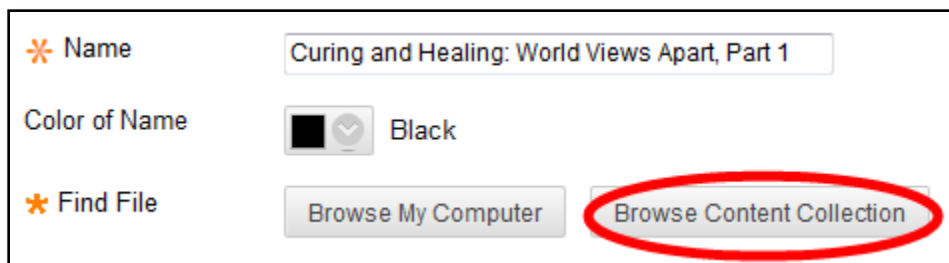 Name Curing and Healing: World Views Apart, Part 1
Color of Name Black
Find File Browse My Computer Browse Content Collection